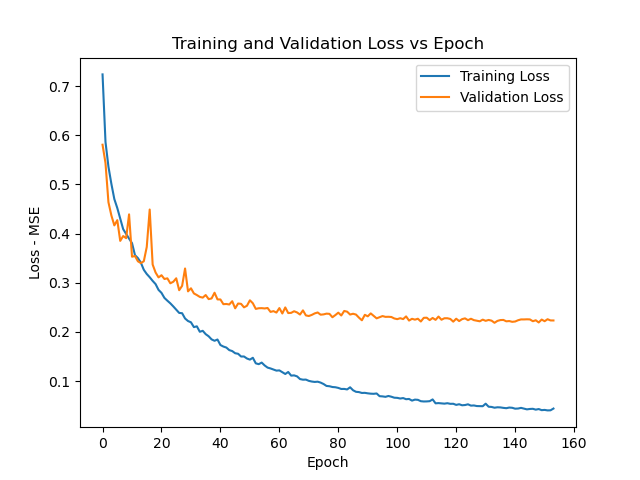 Training and Validation Loss vs Epoch
Training Loss
Validation Loss
Loss - MSE
0.7
0.6
0.5
0.4
0.3
0.2
0.1
0 20 40 60 80 100 120 140 160
Epoch